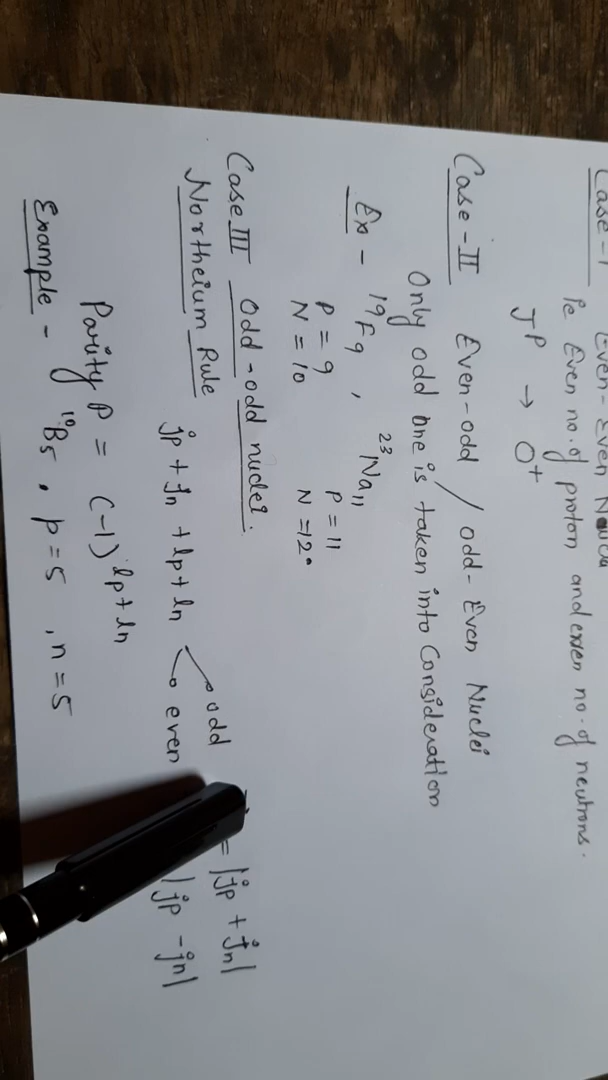 Case-I Even-Even Nuclei
ie Even no. of proton and even no. of neutrons.
J^P → 0^+
Case-II Even-odd / odd-Even Nuclei
Only odd one is taken into Consideration
Ex - ^19F_9 , ^23Na_11
P = 9 P = 11
N = 10 N = 12
Case III Odd-odd nuclei.
Northeium Rule
jp + jn + lp + ln odd = |jp + jn|
even |jp - jn|
Parity P = (-1)^lp+ln
Example - ^10B_5 , p = 5 , n = 5